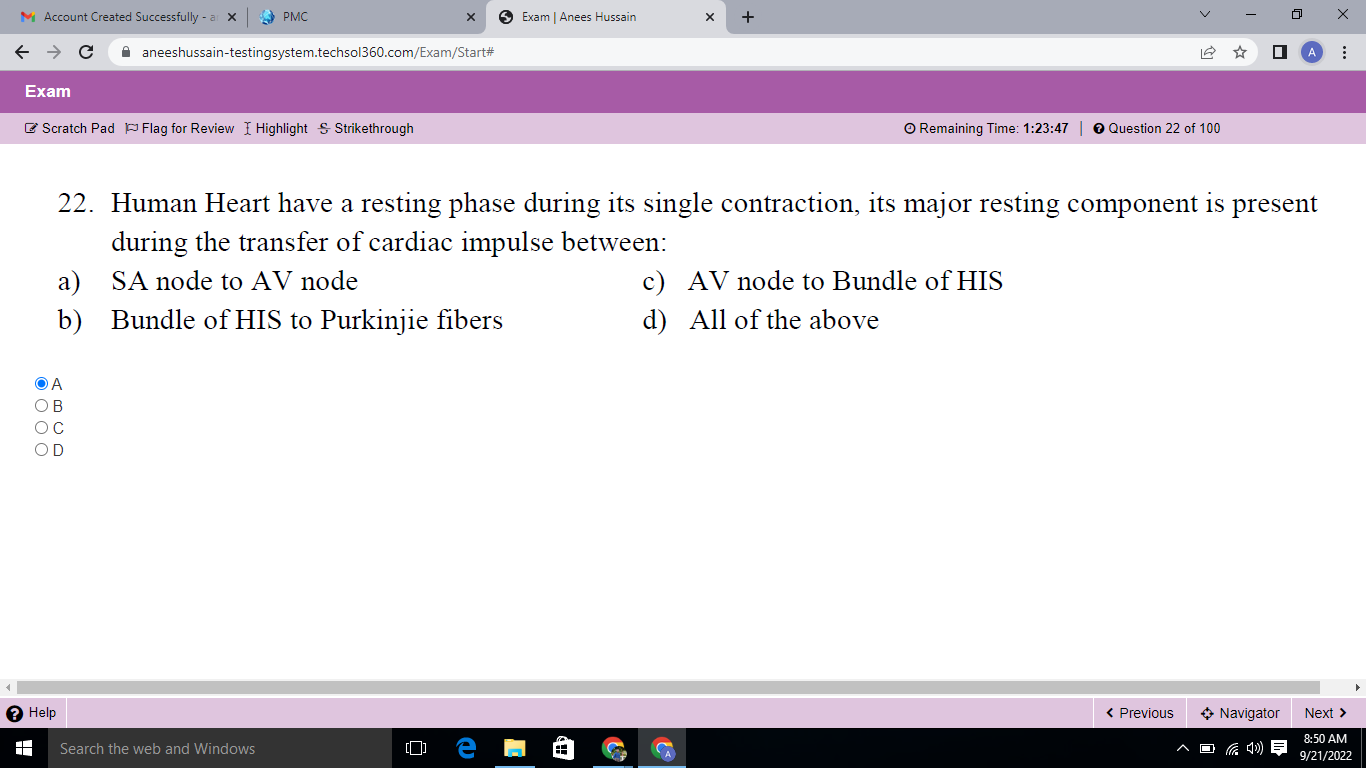 Account Created Successfully - a
PMC
Exam | Anees Hussain
aneeshussain-testingsystem.techsol360.com/Exam/Start#
A
Exam
Scratch Pad Flag for Review Highlight Strikethrough
Remaining Time: 1:23:47 | Question 22 of 100
22. Human Heart have a resting phase during its single contraction, its major resting component is present
during the transfer of cardiac impulse between:
a) SA node to AV node c) AV node to Bundle of HIS
b) Bundle of HIS to Purkinjie fibers d) All of the above
A
B
C
D
Help
Previous Navigator Next
Search the web and Windows
A
8:50 AM
9/21/2022